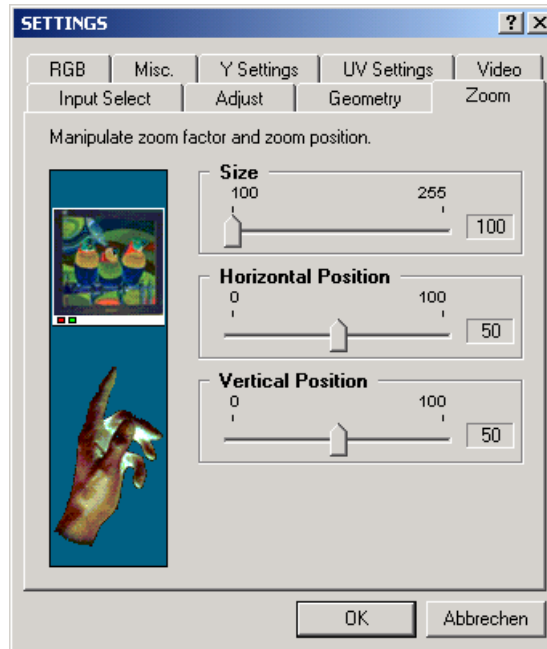 SETTINGS
RGB Misc. Y Settings UV Settings Video
Input Select Adjust Geometry Zoom
Manipulate zoom factor and zoom position.
Size
100 255
100
Horizontal Position
0 100
50
Vertical Position
0 100
50
OK Abbrechen